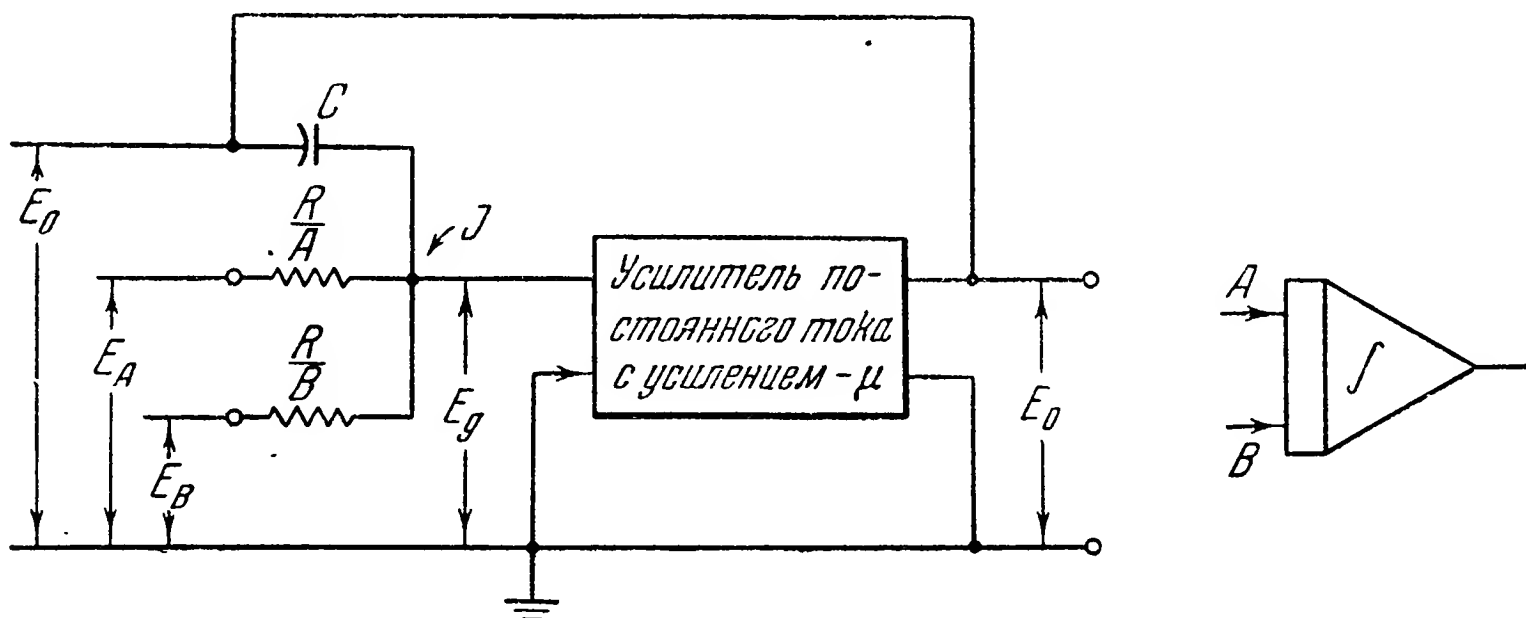 C
E₀
R
A
J
E_A
R
B
E_B
E_g
Усилитель по-
стоянного тока
с усилением -μ
E₀
A
B
∫